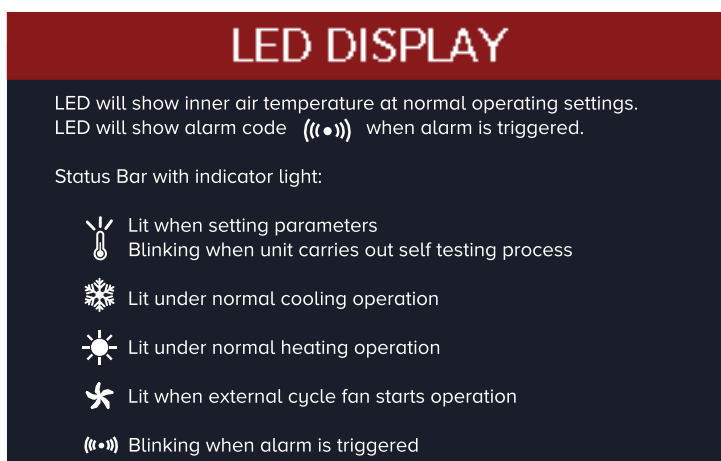 LED DISPLAY
LED will show inner air temperature at normal operating settings.
LED will show alarm code when alarm is triggered.
Status Bar with indicator light:
Lit when setting parameters
Blinking when unit carries out self testing process
Lit under normal cooling operation
Lit under normal heating operation
Lit when external cycle fan starts operation
Blinking when alarm is triggered